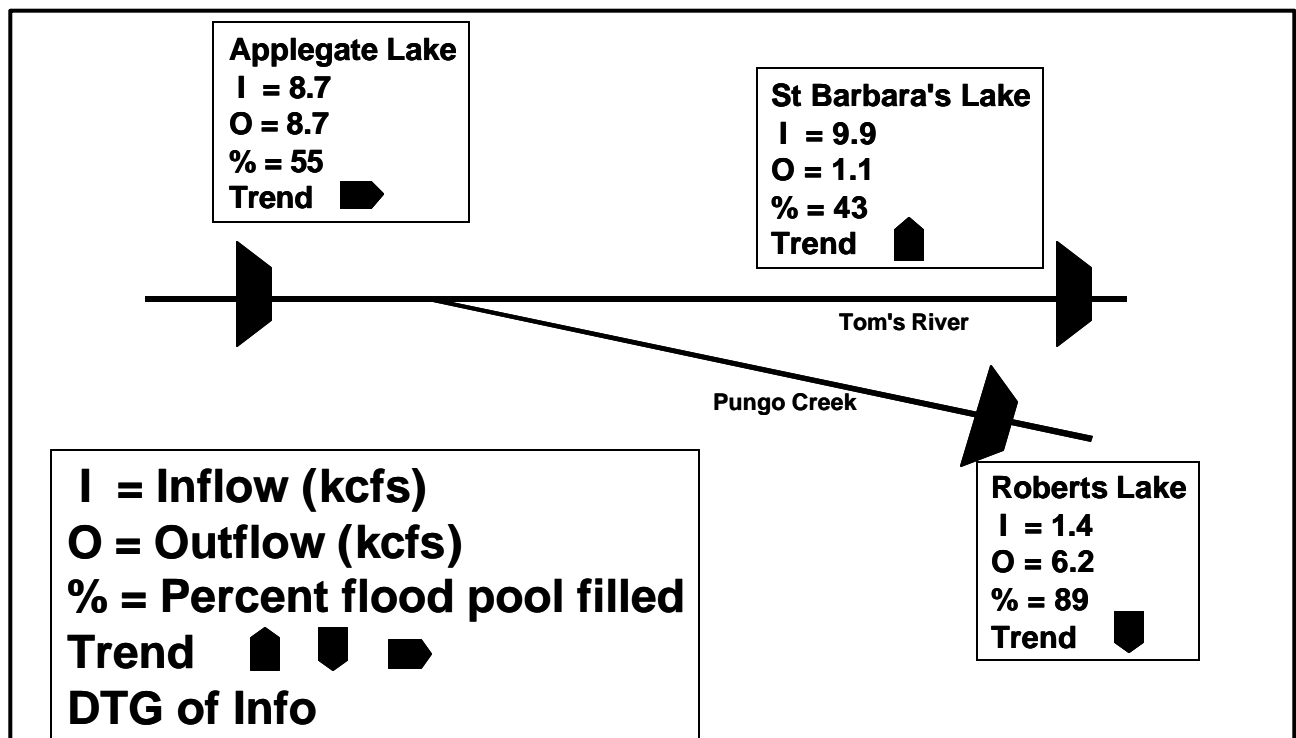 Applegate Lake
I = 8.7
O = 8.7
% = 55
Trend
St Barbara's Lake
I = 9.9
O = 1.1
% = 43
Trend
Tom's River
Pungo Creek
Roberts Lake
I = 1.4
O = 6.2
% = 89
Trend
I = Inflow (kcfs)
O = Outflow (kcfs)
% = Percent flood pool filled
Trend
DTG of Info